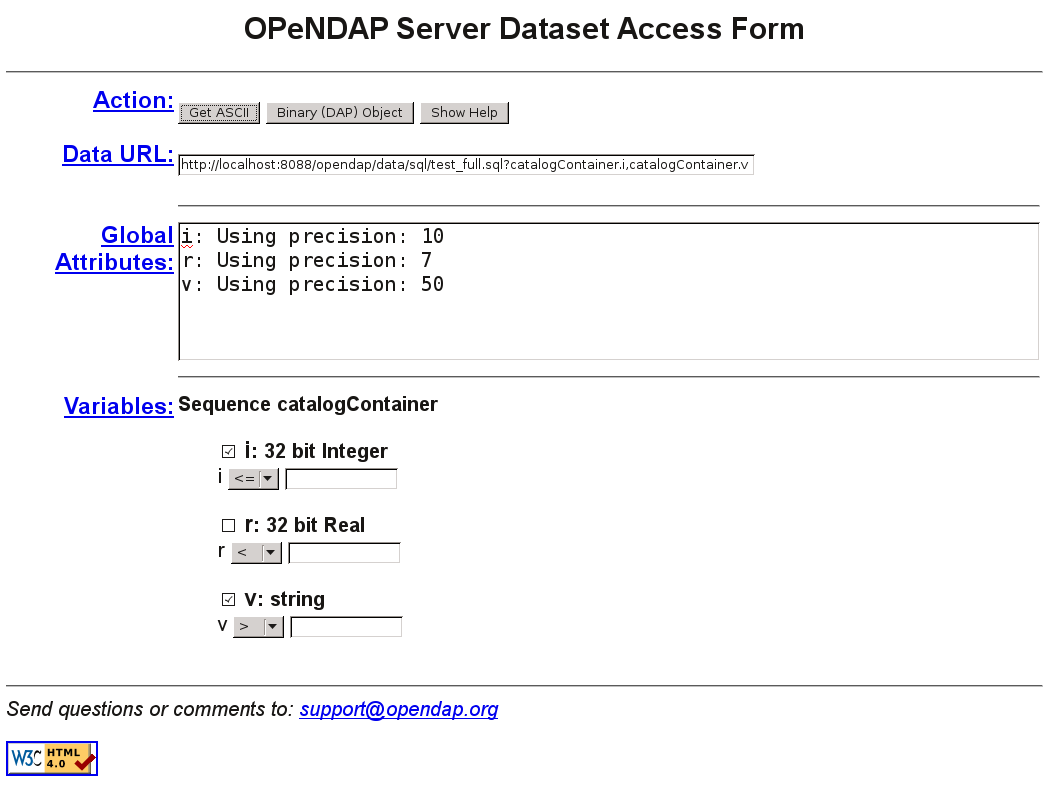 OPeNDAP Server Dataset Access Form
Action: Get ASCII Binary (DAP) Object Show Help
Data URL: http://localhost:8088/opendap/data/sql/test_full.sql?catalogContainer.i,catalogContainer.v
Global Attributes:
i: Using precision: 10
r: Using precision: 7
v: Using precision: 50
Variables: Sequence catalogContainer
i: 32 bit Integer
i <=
r: 32 bit Real
r <
v: string
v >
Send questions or comments to: support@opendap.org
W3C HTML 4.0